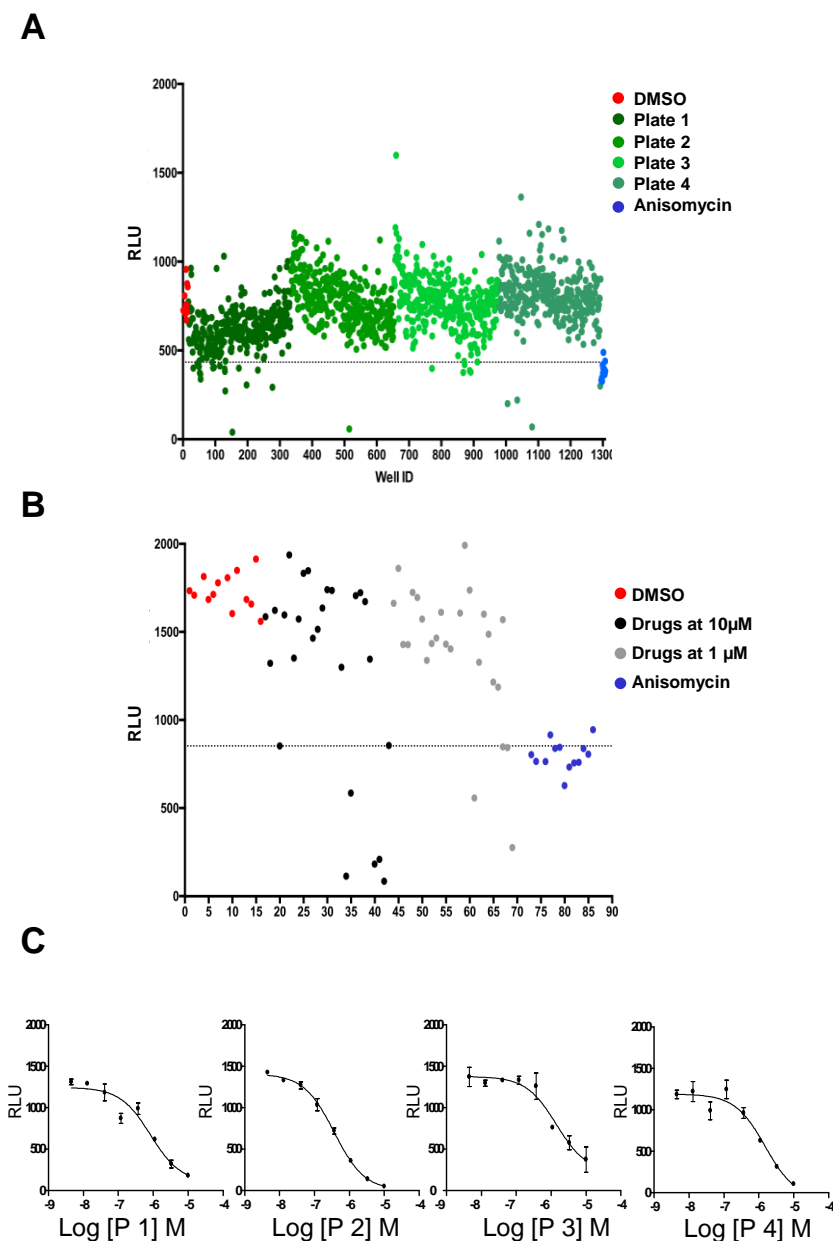 A
2000
1500
1000
500
0
RLU
0 100 200 300 400 500 600 700 800 900 1000 1100 1200 1300
Well ID
DMSO
Plate 1
Plate 2
Plate 3
Plate 4
Anisomycin
B
2000
1500
1000
500
0
RLU
0 5 10 15 20 25 30 35 40 45 50 55 60 65 70 75 80 85 90
DMSO
Drugs at 10µM
Drugs at 1 µM
Anisomycin
C
2000
1500
1000
500
0
RLU
-9 -8 -7 -6 -5 -4
Log [P 1] M
2000
1500
1000
500
0
RLU
-9 -8 -7 -6 -5 -4
Log [P 2] M
2000
1500
1000
500
0
RLU
-9 -8 -7 -6 -5 -4
Log [P 3] M
2000
1500
1000
500
0
RLU
-9 -8 -7 -6 -5 -4
Log [P 4] M